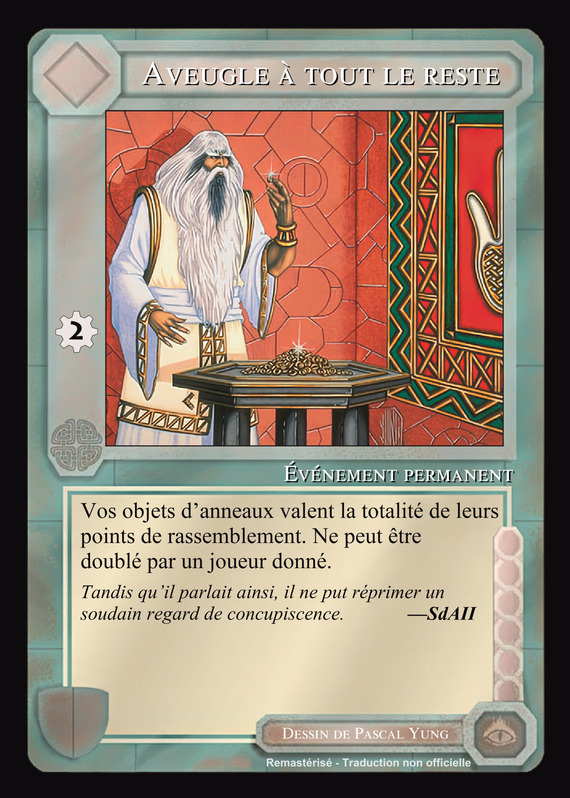 Aveugle à tout le reste
2
Événement permanent
Vos objets d'anneaux valent la totalité de leurs
points de rassemblement. Ne peut être
doublé par un joueur donné.
Tandis qu'il parlait ainsi, il ne put réprimer un
soudain regard de concupiscence. —SdAII
Dessin de Pascal Yung
Remastérisé - Traduction non officielle